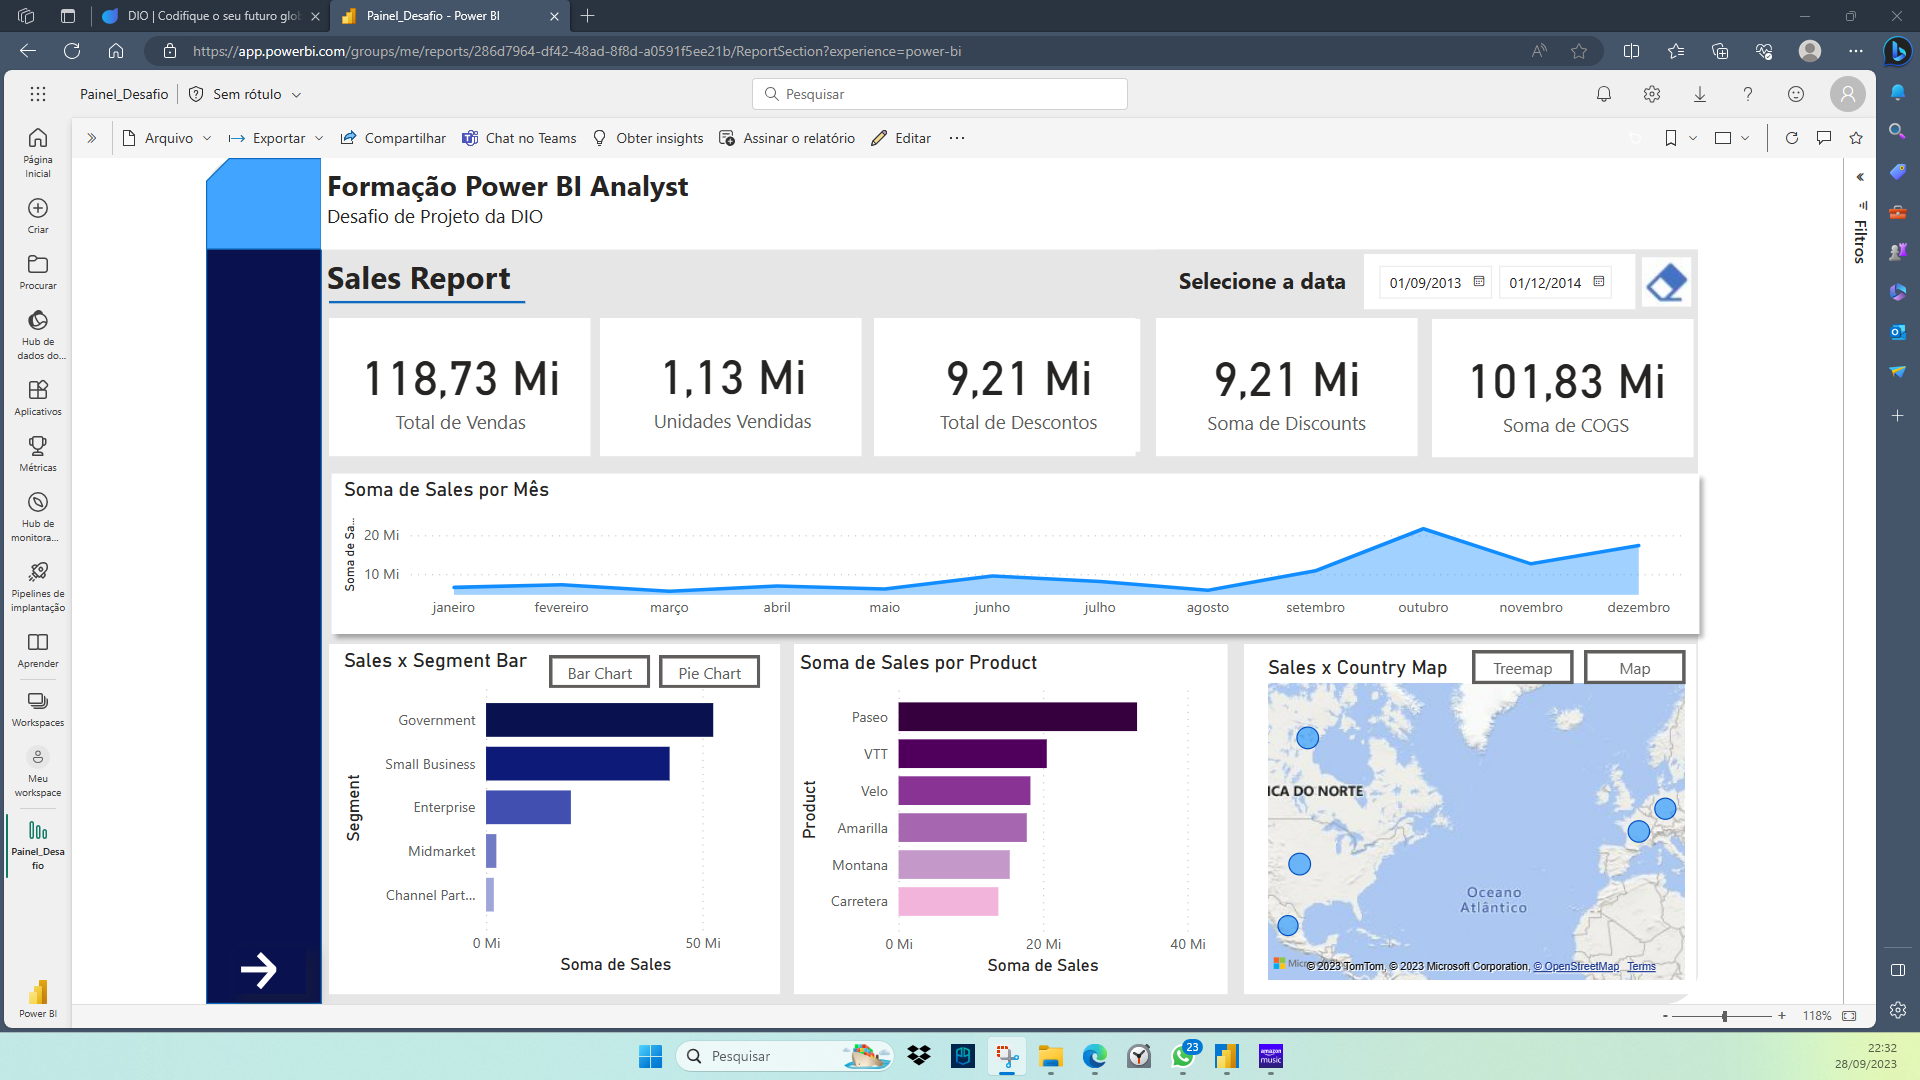 DIO | Codifique o seu futuro glo
Painel_Desafio - Power BI
https://app.powerbi.com/groups/me/reports/286d7964-df42-48ad-8f8d-a0591f5ee21b/ReportSection?experience=power-bi
Painel_Desafio
Sem rótulo
Pesquisar
Arquivo
Exportar
Compartilhar
Chat no Teams
Obter insights
Assinar o relatório
Editar
Página
Inicial
Criar
Procurar
Hub de
dados do...
Aplicativos
Métricas
Hub de
monitora...
Pipelines de
implantação
Aprender
Workspaces
Meu
workspace
Painel_Desa
fio
Power BI
Formação Power BI Analyst
Desafio de Projeto da DIO
Sales Report
Selecione a data
01/09/2013
01/12/2014
Filtros
118,73 Mi
Total de Vendas
1,13 Mi
Unidades Vendidas
9,21 Mi
Total de Descontos
9,21 Mi
Soma de Discounts
101,83 Mi
Soma de COGS
Soma de Sales por Mês
Soma de Sa...
20 Mi
10 Mi
janeiro
fevereiro
março
abril
maio
junho
julho
agosto
setembro
outubro
novembro
dezembro
Sales x Segment Bar
Bar Chart
Pie Chart
Segment
Government
Small Business
Enterprise
Midmarket
Channel Part...
0 Mi
50 Mi
Soma de Sales
Soma de Sales por Product
Product
Paseo
VTT
Velo
Amarilla
Montana
Carretera
0 Mi
20 Mi
40 Mi
Soma de Sales
Sales x Country Map
Treemap
Map
ICA DO NORTE
Oceano
Atlântico
© 2023 TomTom, © 2023 Microsoft Corporation, © OpenStreetMap Terms
- + 118%
Pesquisar
23
amazon
music
22:32
28/09/2023